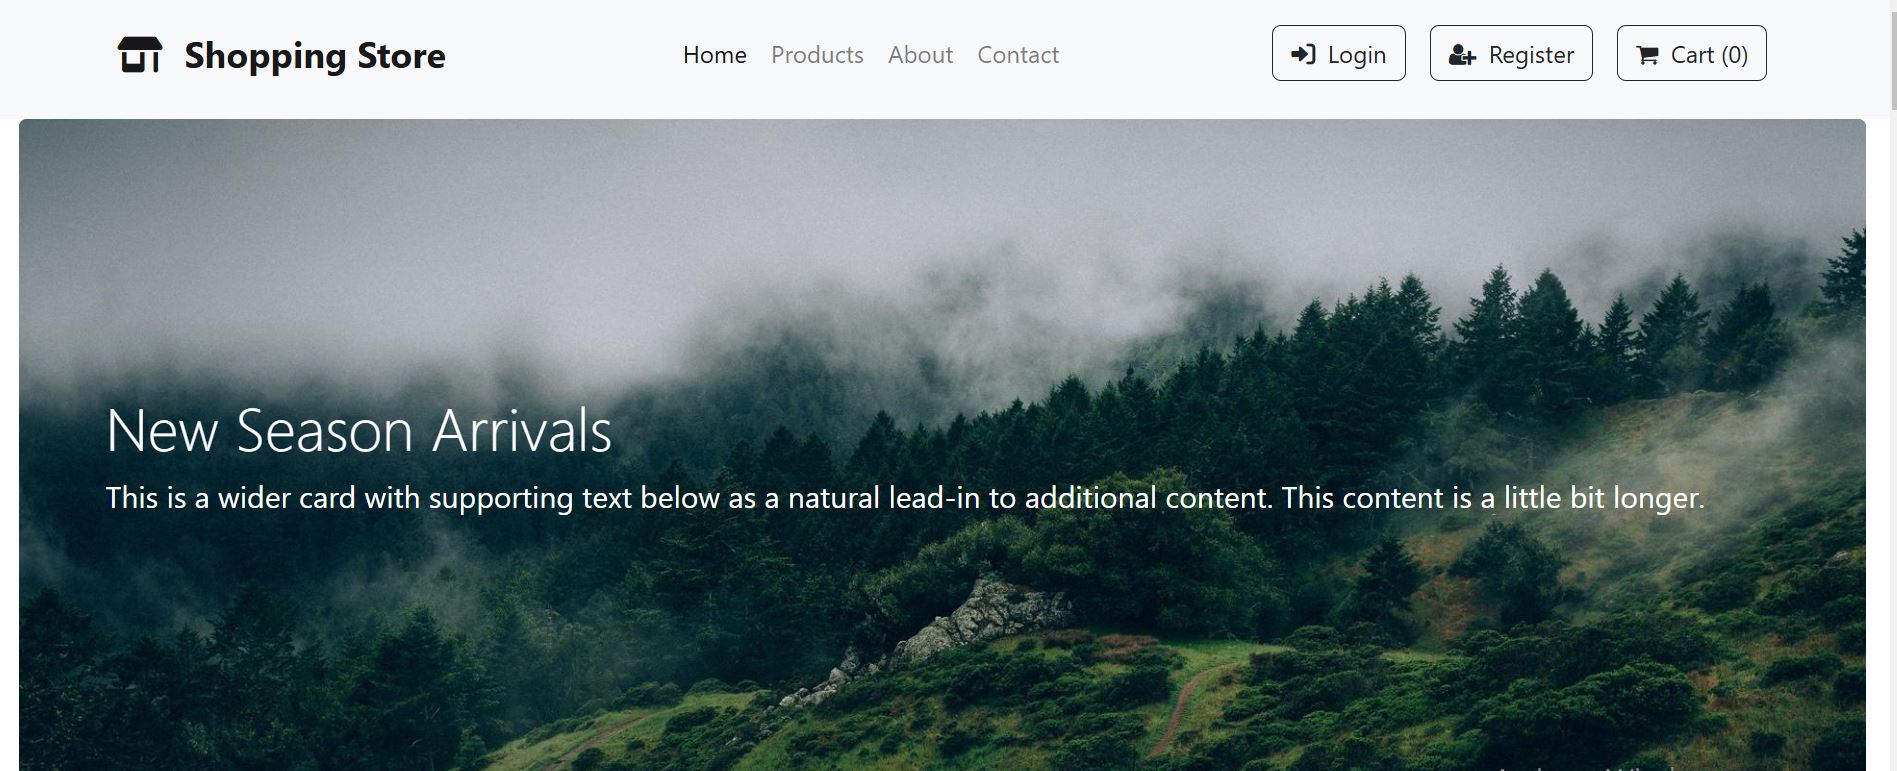 Shopping Store
Home Products About Contact
Login Register Cart (0)
New Season Arrivals
This is a wider card with supporting text below as a natural lead-in to additional content. This content is a little bit longer.